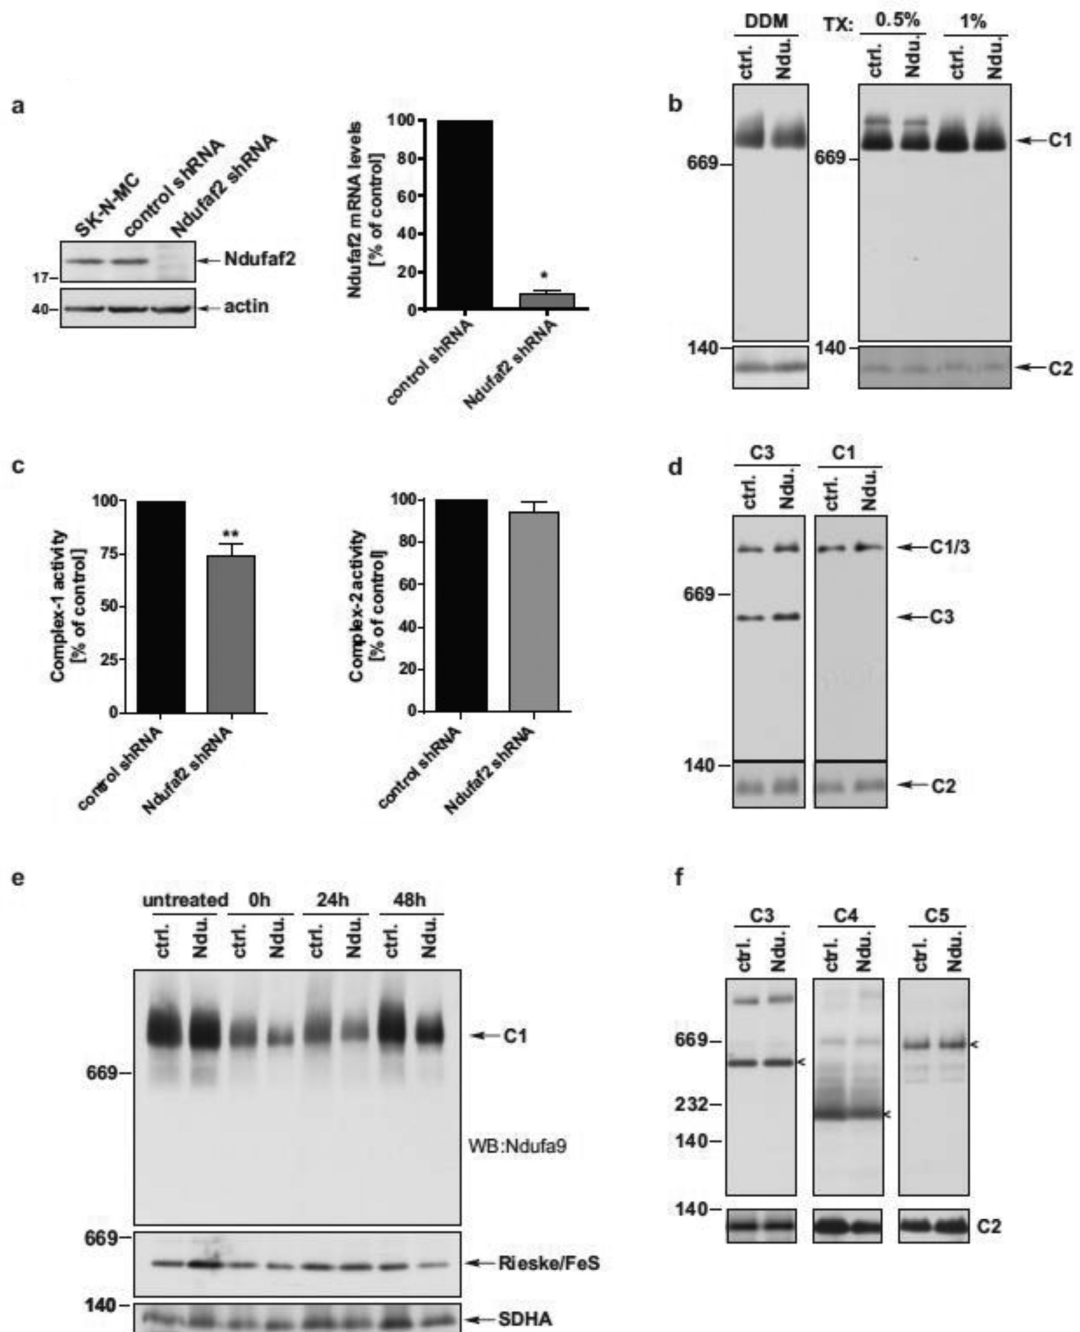 a
SK-N-MC
control shRNA
Ndufaf2 shRNA
Ndufaf2
17
actin
40
Ndufaf2 mRNA levels
[% of control]
100
80
60
40
20
0
*
control shRNA
Ndufaf2 shRNA
b
DDM
TX: 0.5% 1%
ctrl. Ndu. ctrl. Ndu. ctrl. Ndu.
C1
669
669
140
140
C2
c
Complex-1 activity
[% of control]
100
75
50
25
0
**
control shRNA
Ndufaf2 shRNA
Complex-2 activity
[% of control]
100
80
60
40
20
0
control shRNA
Ndufaf2 shRNA
d
C3 C1
ctrl. Ndu. ctrl. Ndu.
C1/3
669
C3
140
C2
e
untreated 0h 24h 48h
ctrl. Ndu. ctrl. Ndu. ctrl. Ndu. ctrl. Ndu.
C1
669
WB:Ndufa9
669
Rieske/FeS
140
SDHA
f
C3 C4 C5
ctrl. Ndu. ctrl. Ndu. ctrl. Ndu.
669
<
<
232
<
140
140
C2